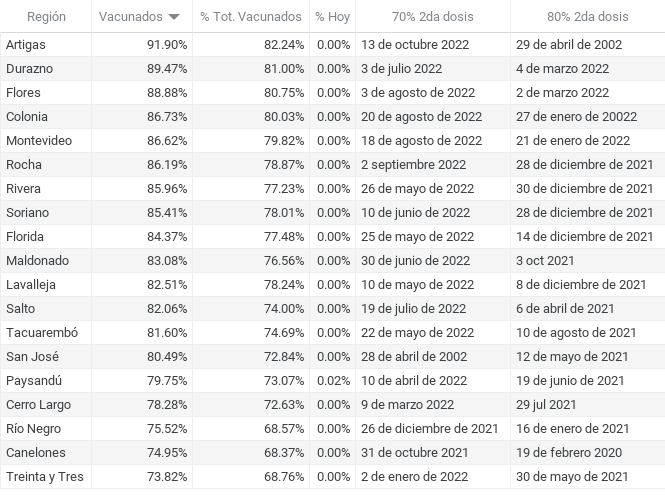 Región Vacunados % Tot. Vacunados % Hoy 70% 2da dosis 80% 2da dosis
Artigas 91.90% 82.24% 0.00% 13 de octubre 2022 29 de abril de 2002
Durazno 89.47% 81.00% 0.00% 3 de julio 2022 4 de marzo 2022
Flores 88.88% 80.75% 0.00% 3 de agosto de 2022 2 de marzo 2022
Colonia 86.73% 80.03% 0.00% 20 de agosto de 2022 27 de enero de 20022
Montevideo 86.62% 79.82% 0.00% 18 de agosto de 2022 21 de enero de 2022
Rocha 86.19% 78.87% 0.00% 2 septiembre 2022 28 de diciembre de 2021
Rivera 85.96% 77.23% 0.00% 26 de mayo de 2022 30 de diciembre de 2021
Soriano 85.41% 78.01% 0.00% 10 de junio de 2022 28 de diciembre de 2021
Florida 84.37% 77.48% 0.00% 25 de mayo de 2022 14 de diciembre de 2021
Maldonado 83.08% 76.56% 0.00% 30 de junio de 2022 3 oct 2021
Lavalleja 82.51% 78.24% 0.00% 10 de mayo de 2022 8 de diciembre de 2021
Salto 82.06% 74.00% 0.00% 19 de julio de 2022 6 de abril de 2021
Tacuarembó 81.60% 74.69% 0.00% 22 de mayo de 2022 10 de agosto de 2021
San José 80.49% 72.84% 0.00% 28 de abril de 2002 12 de mayo de 2021
Paysandú 79.75% 73.07% 0.02% 10 de abril de 2022 19 de junio de 2021
Cerro Largo 78.28% 72.63% 0.00% 9 de marzo de 2022 29 jul 2021
Río Negro 75.52% 68.57% 0.00% 26 de diciembre de 2021 16 de enero de 2021
Canelones 74.95% 68.37% 0.00% 31 de octubre de 2021 19 de febrero 2020
Treinta y Tres 73.82% 68.76% 0.00% 2 de enero de 2022 30 de mayo de 2021